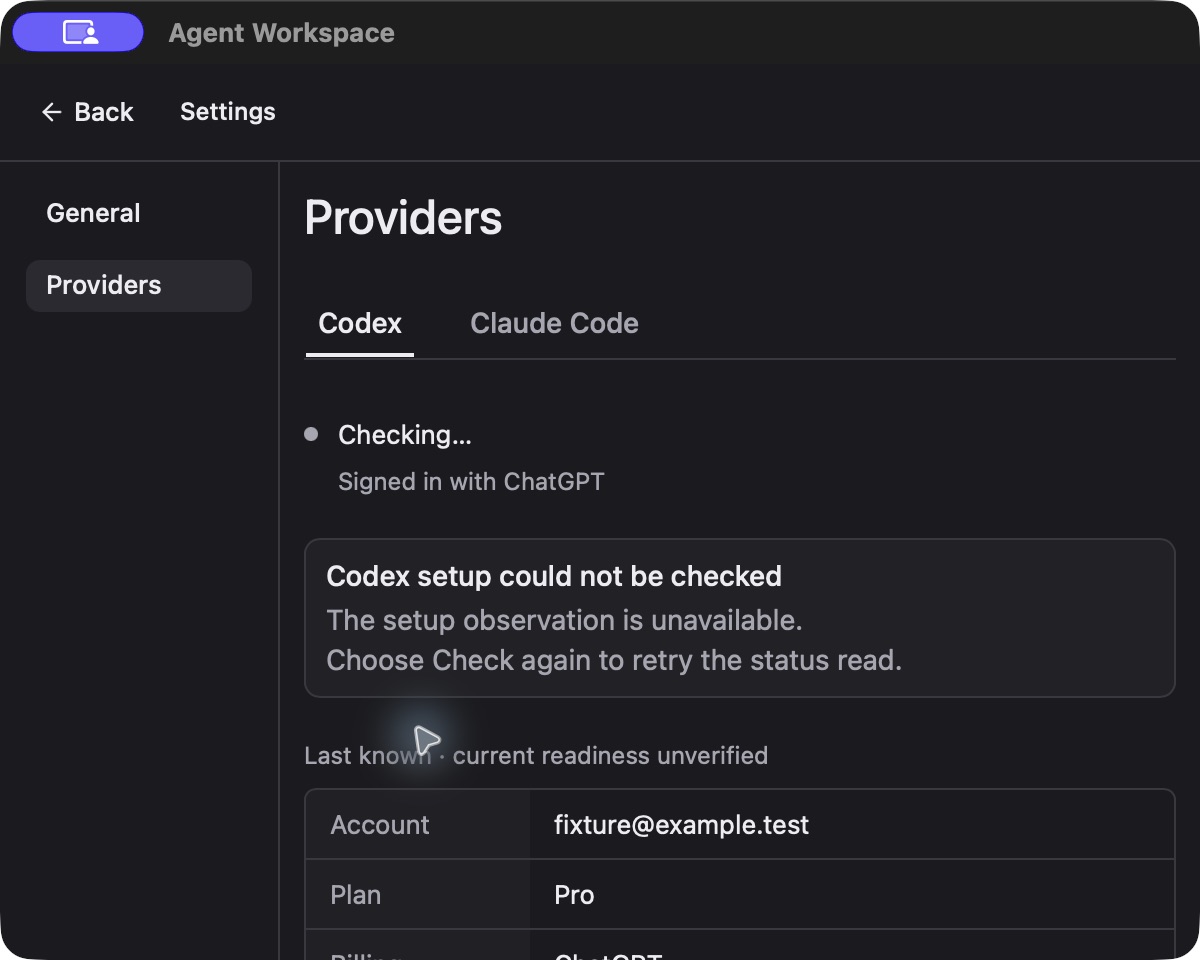 Agent Workspace
← Back Settings
General
Providers
Providers
Codex Claude Code
Checking...
Signed in with ChatGPT
Codex setup could not be checked
The setup observation is unavailable.
Choose Check again to retry the status read.
Last known · current readiness unverified
Account fixture@example.test
Plan Pro
Billing ChatGPT